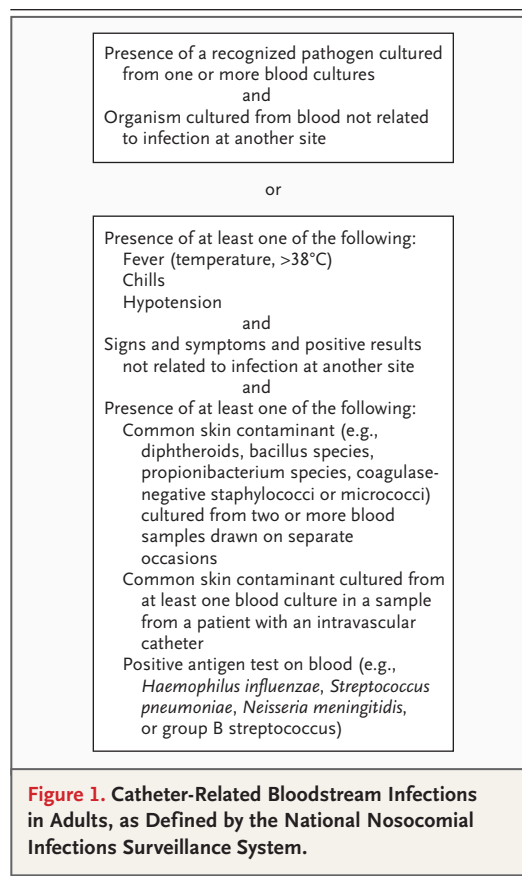 Presence of a recognized pathogen cultured
from one or more blood cultures
and
Organism cultured from blood not related
to infection at another site
or
Presence of at least one of the following:
Fever (temperature, >38°C)
Chills
Hypotension
and
Signs and symptoms and positive results
not related to infection at another site
and
Presence of at least one of the following:
Common skin contaminant (e.g.,
diphtheroids, bacillus species,
propionibacterium species, coagulase-
negative staphylococci or micrococci)
cultured from two or more blood
samples drawn on separate
occasions
Common skin contaminant cultured from
at least one blood culture in a sample
from a patient with an intravascular
catheter
Positive antigen test on blood (e.g.,
Haemophilus influenzae, Streptococcus
pneumoniae, Neisseria meningitidis,
or group B streptococcus)
Figure 1. Catheter-Related Bloodstream Infections
in Adults, as Defined by the National Nosocomial
Infections Surveillance System.